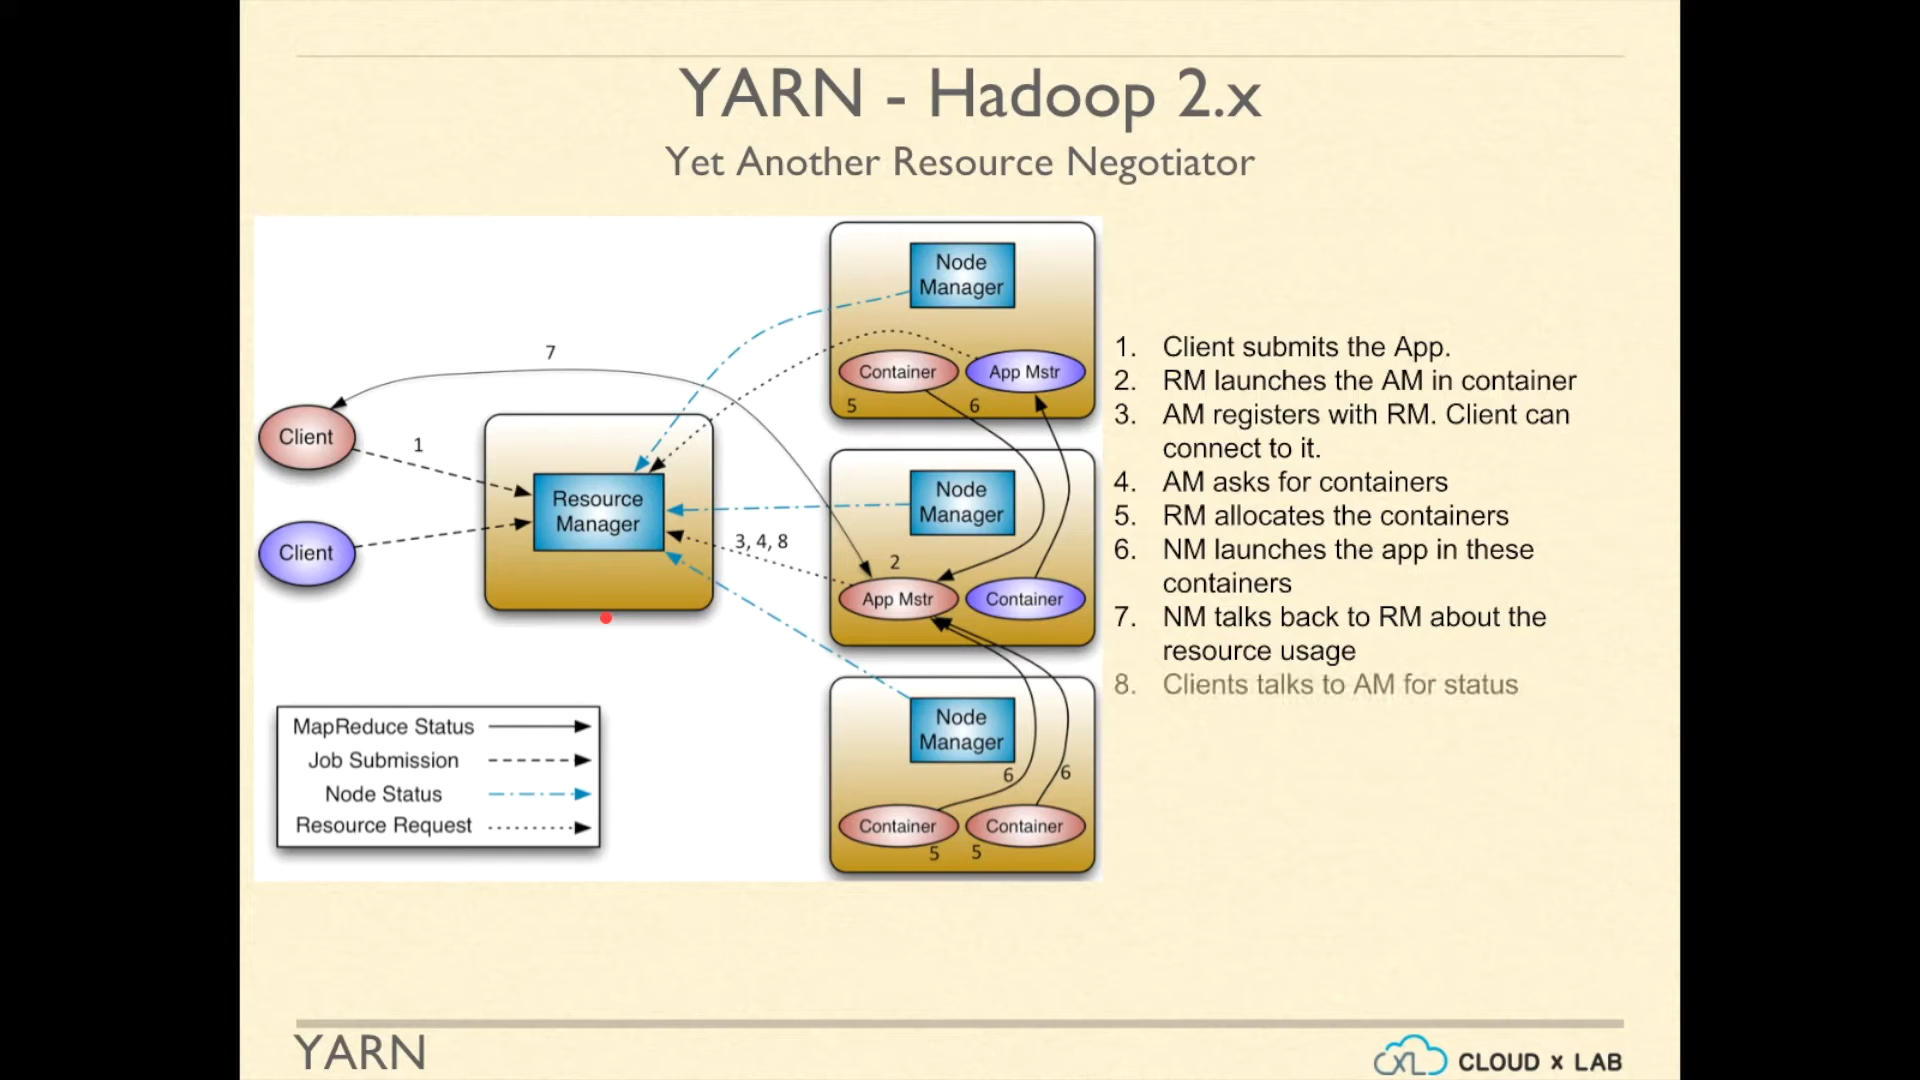 YARN - Hadoop 2.x
Yet Another Resource Negotiator
Node
Manager
Container
App Mstr
5
6
7
Client
1
Client
Resource
Manager
Node
Manager
3, 4, 8
2
App Mstr
Container
Node
Manager
6
6
Container
Container
5
5
MapReduce Status
Job Submission
Node Status
Resource Request
1. Client submits the App.
2. RM launches the AM in container
3. AM registers with RM. Client can
connect to it.
4. AM asks for containers
5. RM allocates the containers
6. NM launches the app in these
containers
7. NM talks back to RM about the
resource usage
8. Clients talks to AM for status
YARN
CXL CLOUD x LAB